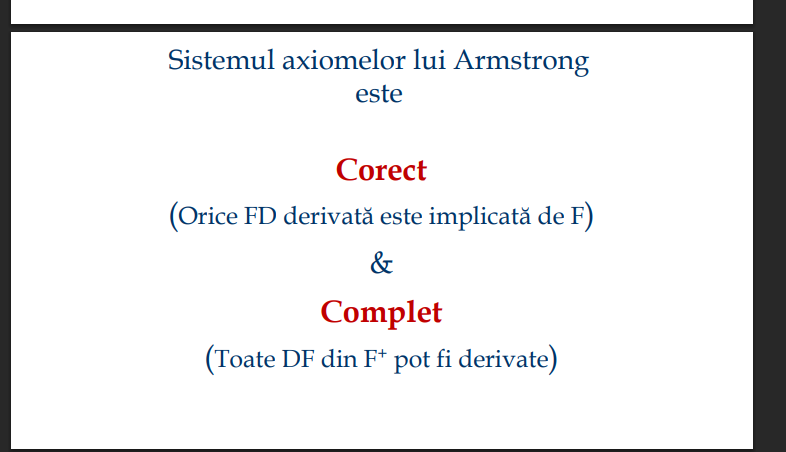 Sistemul axiomelor lui Armstrong
este
Corect
(Orice FD derivată este implicată de F)
&
Complet
(Toate DF din F⁺ pot fi derivate)